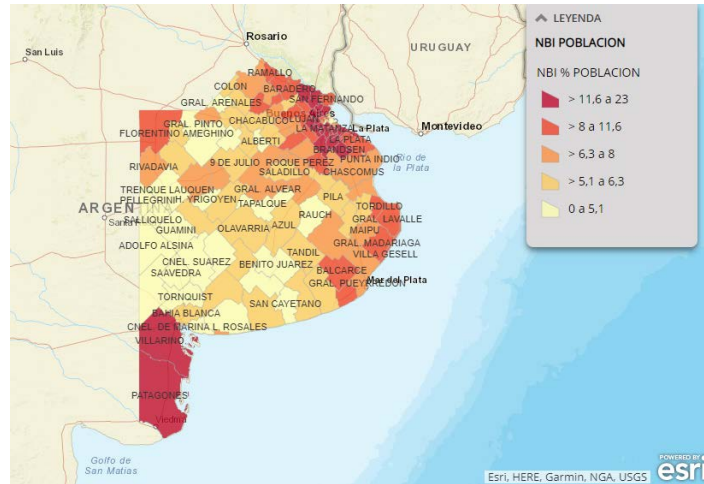 San Luis
Rosario
URUGUAY
RAMALLO
COLON
BARADERO
GRAL. ARENALES
SAN FERNANDO
Buenos Aires
GRAL. PINTO
CHACABUCO
LUJAN
FLORENTINO AMEGHINO
LA MATANZA
La Plata
Montevideo
ALBERTI
LA PLATA
BRANDSEN
RIVADAVIA
9 DE JULIO
ROQUE PEREZ
PUNTA INDIO
Río de
la Plata
SALADILLO
CHASCOMUS
TRENQUE LAUQUEN
GRAL. ALVEAR
PELLEGRINI
H. YRIGOYEN
TAPALQUE
PILA
TORDILLO
ARGEN
SALLIQUELO
RAUCH
GRAL. LAVALLE
GUAMINI
OLAVARRIA
AZUL
MAIPU
ADOLFO ALSINA
GRAL. MADARIAGA
TANDIL
VILLA GESELL
CNEL. SUAREZ
BENITO JUAREZ
SAAVEDRA
BALCARCE
Mar del Plata
GRAL. PUEYRREDON
TORNQUIST
SAN CAYETANO
BAHIA BLANCA
CNEL. DE MARINA L. ROSALES
VILLARINO
PATAGONES
Viedma
Golfo de
San Matias
LEYENDA
NBI POBLACION
NBI % POBLACION
> 11,6 a 23
> 8 a 11,6
> 6,3 a 8
> 5,1 a 6,3
0 a 5,1
POWERED BY
esri
Esri, HERE, Garmin, NGA, USGS